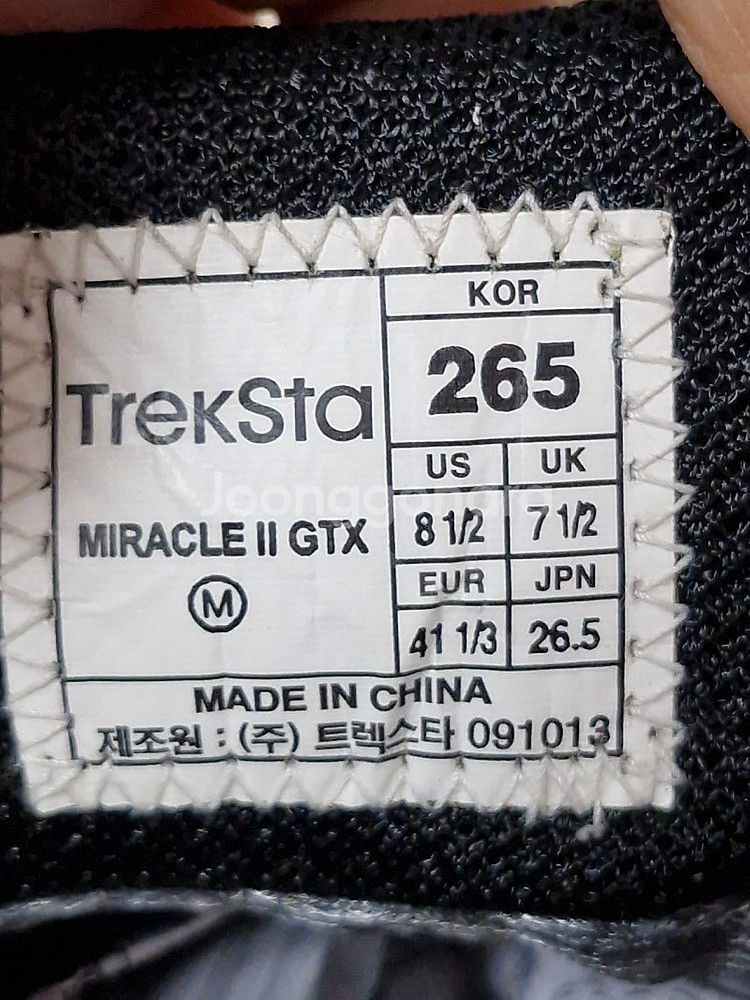 KOR
TrekSta
265
US UK
Joonggonara
MIRACLE II GTX
8 1/2 7 1/2
M
EUR JPN
41 1/3 26.5
MADE IN CHINA
제조원 : (주) 트렉스타 091013